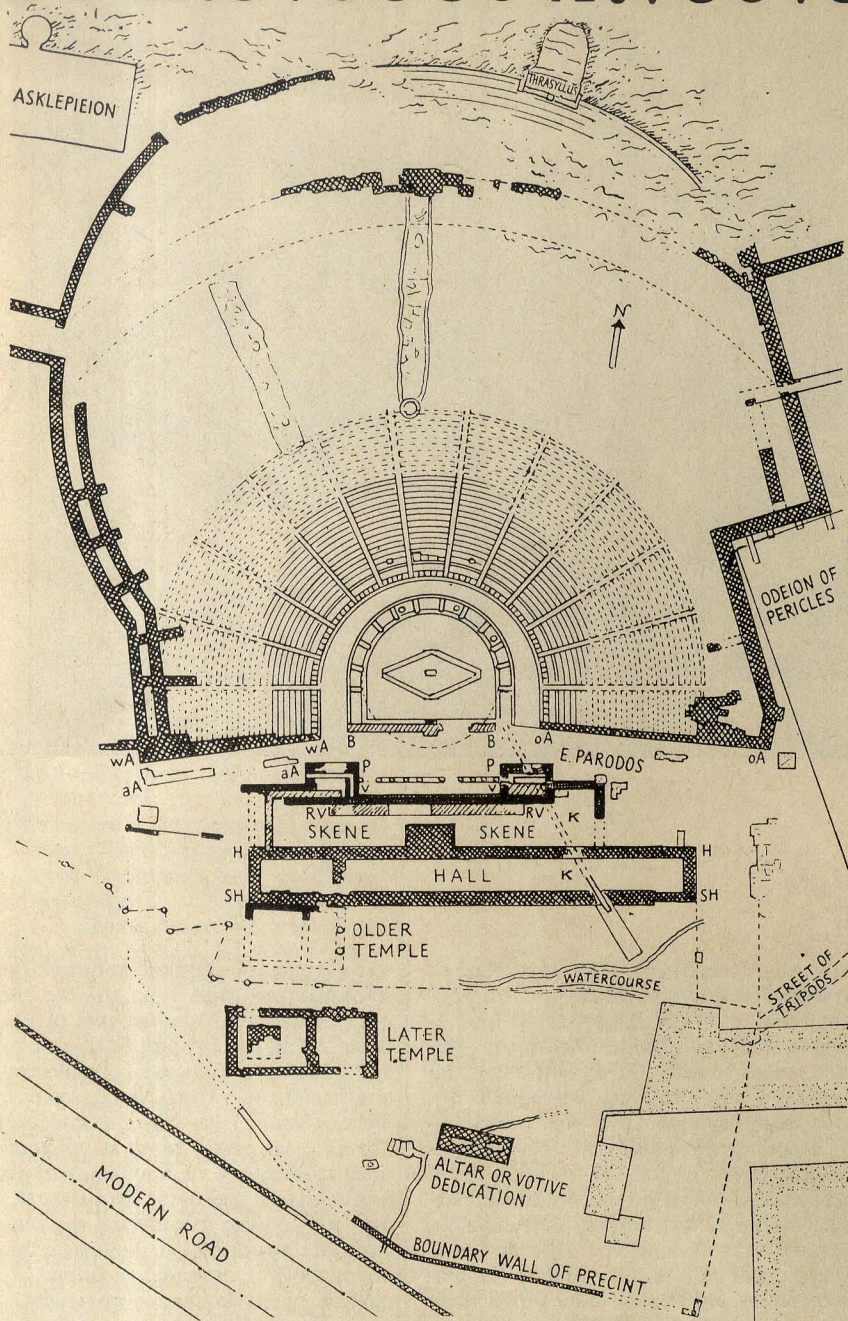 THRASYLLUS
ASKLEPIEION
N
ODEION OF
PERICLES
wA
B
B
oA
wA
E. PARODOS
oA
aA
aA
P
P
V
V
RV
RV
K
SKENE
SKENE
H
H
HALL
K
SH
SH
OLDER
TEMPLE
WATERCOURSE
STREET OF
TRIPODS
LATER
TEMPLE
ALTAR OR VOTIVE
DEDICATION
MODERN ROAD
BOUNDARY WALL OF PRECINT